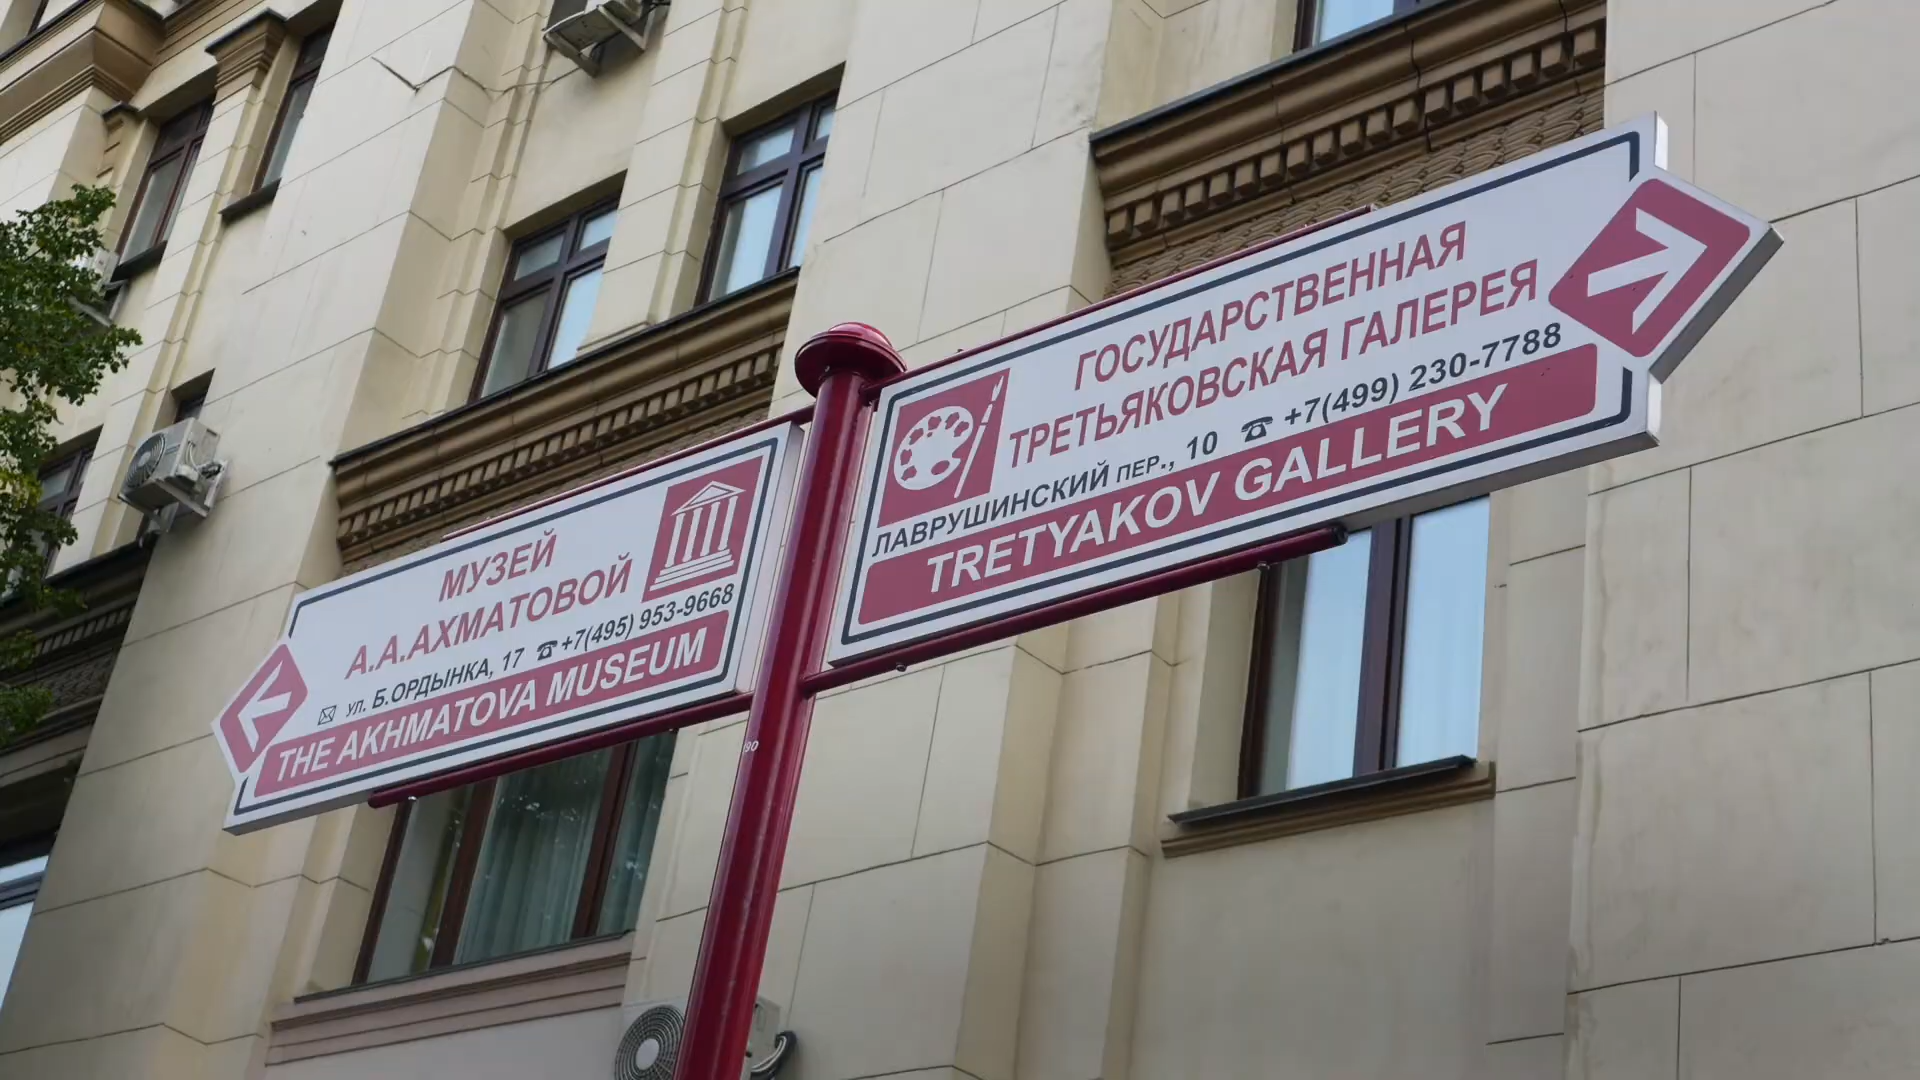 МУЗЕЙ
А.А.АХМАТОВОЙ
ул. Б.ОРДЫНКА, 17 ☎+7(495) 953-9668
THE AKHMATOVA MUSEUM
ГОСУДАРСТВЕННАЯ
ТРЕТЬЯКОВСКАЯ ГАЛЕРЕЯ
ЛАВРУШИНСКИЙ ПЕР., 10 ☎ +7(499) 230-7788
TRETYAKOV GALLERY
90